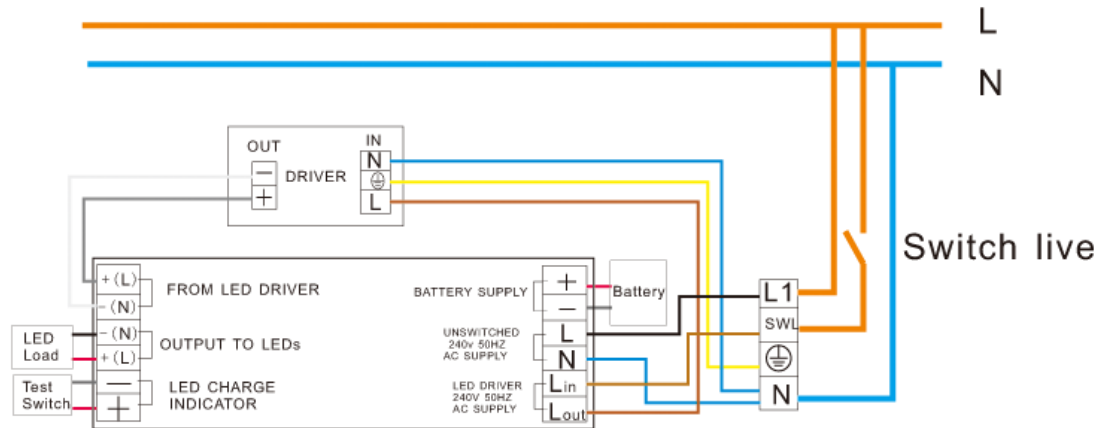 L
N
OUT
IN
N
−
DRIVER
+
L
Switch live
+(L)
FROM LED DRIVER
−(N)
BATTERY SUPPLY
+
−
Battery
L1
LED
Load
−(N)
OUTPUT TO LEDs
+(L)
UNSWITCHED
240v 50HZ
AC SUPPLY
L
N
SWL
Test
Switch
−
LED CHARGE
INDICATOR
+
LED DRIVER
240V 50HZ
AC SUPPLY
Lin
Lout
N